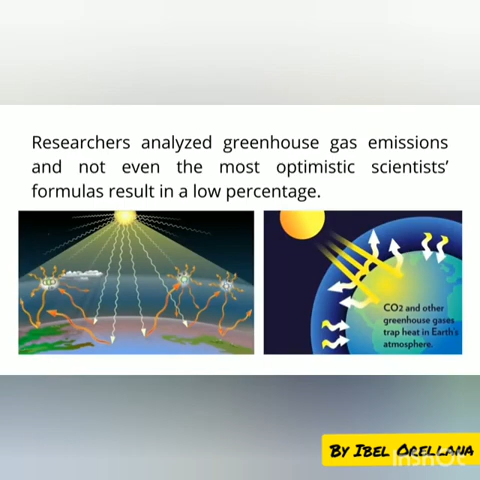 Researchers analyzed greenhouse gas emissions
and not even the most optimistic scientists’
formulas result in a low percentage.
CO2 and other
greenhouse gases
trap heat in Earth's
atmosphere.
By Ibel Orellana
InShOt